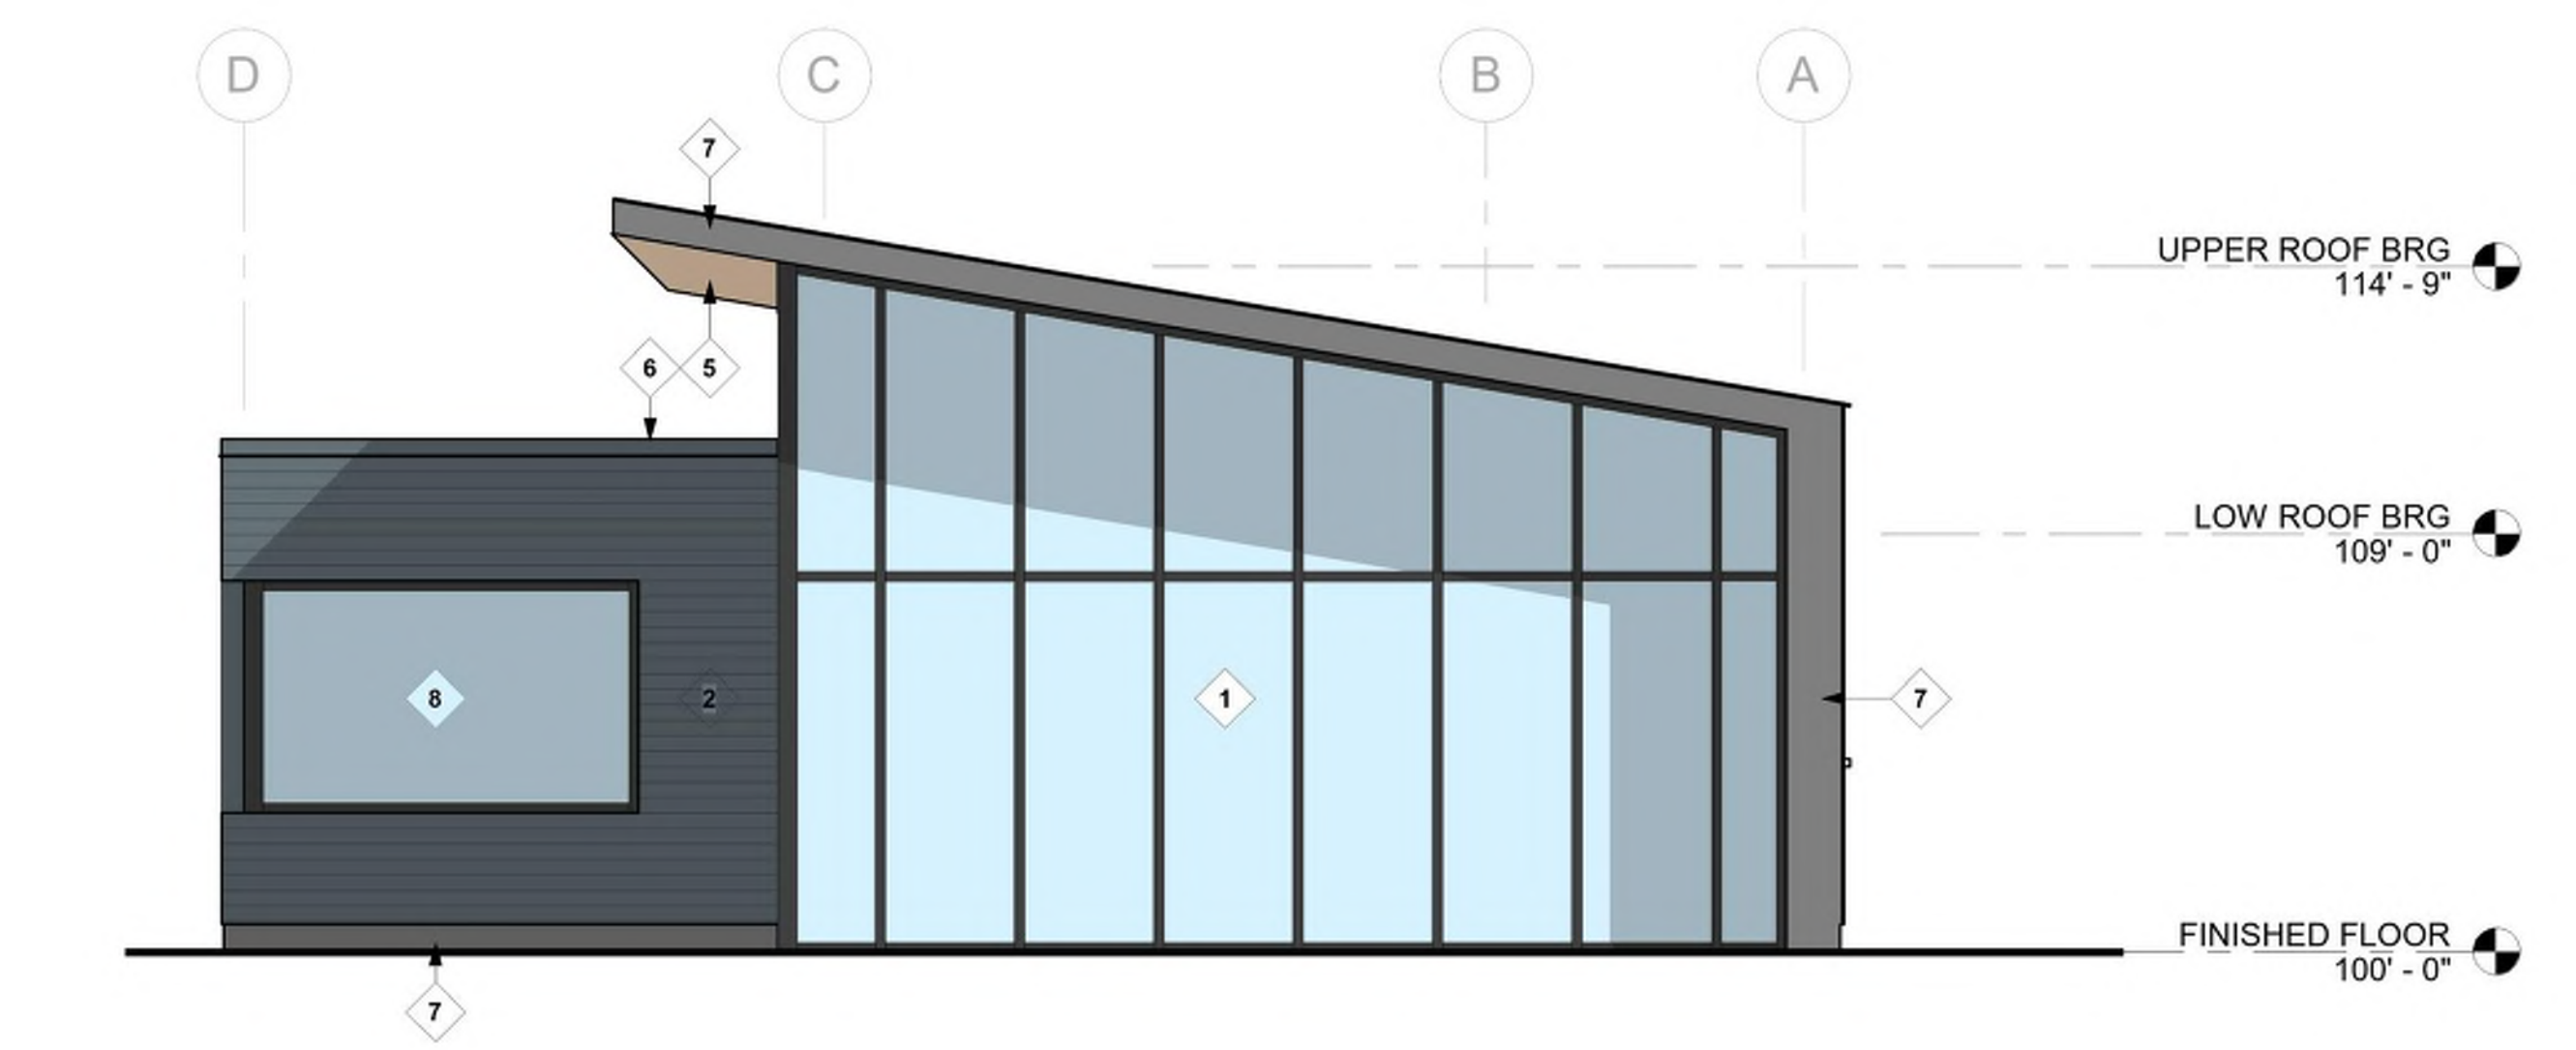 D
C
B
A
7
UPPER ROOF BRG
114' - 9"
6
5
LOW ROOF BRG
109' - 0"
8
2
1
7
FINISHED FLOOR
100' - 0"
7